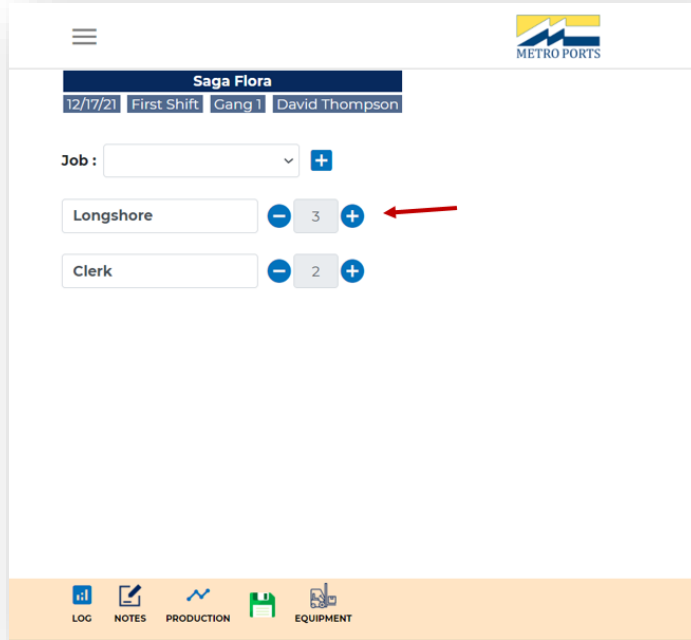 METRO PORTS
Saga Flora
12/17/21 First Shift Gang 1 David Thompson
Job :
Longshore 3
Clerk 2
LOG NOTES PRODUCTION EQUIPMENT